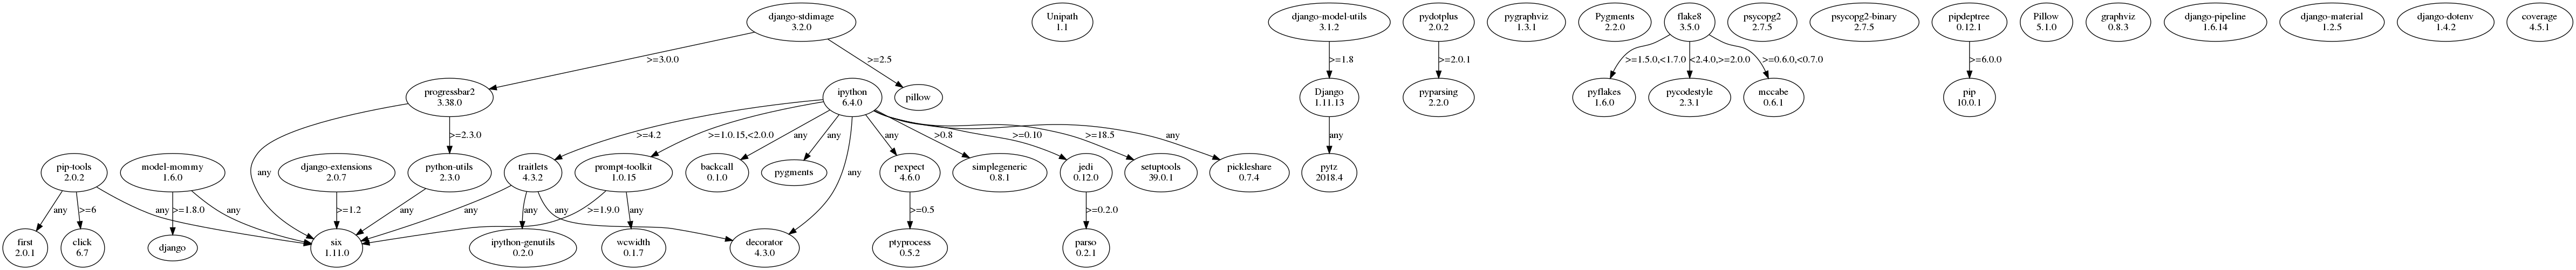 django-stdimage
3.2.0
Unipath
1.1
django-model-utils
3.1.2
pydotplus
2.0.2
pygraphviz
1.3.1
Pygments
2.2.0
flake8
3.5.0
psycopg2
2.7.5
psycopg2-binary
2.7.5
pipdeptree
0.12.1
Pillow
5.1.0
graphviz
0.8.3
django-pipeline
1.6.14
django-material
1.2.5
django-dotenv
1.4.2
coverage
4.5.1
>=3.0.0
>=2.5
>=1.8
>=2.0.1
>=1.5.0,<1.7.0
<2.4.0,>=2.0.0
>=0.6.0,<0.7.0
>=6.0.0
progressbar2
3.38.0
ipython
6.4.0
pillow
Django
1.11.13
pyparsing
2.2.0
pyflakes
1.6.0
pycodestyle
2.3.1
mccabe
0.6.1
pip
10.0.1
>=2.3.0
>=4.2
>=1.0.15,<2.0.0
any
any
any
>0.8
>=0.10
>=18.5
any
any
pip-tools
2.0.2
model-mommy
1.6.0
any
django-extensions
2.0.7
python-utils
2.3.0
traitlets
4.3.2
prompt-toolkit
1.0.15
backcall
0.1.0
pygments
any
pexpect
4.6.0
simplegeneric
0.8.1
jedi
0.12.0
setuptools
39.0.1
pickleshare
0.7.4
pytz
2018.4
any
>=6
any
>=1.8.0
any
>=1.2
any
any
any
any
>=1.9.0
any
>=0.5
>=0.2.0
first
2.0.1
click
6.7
django
six
1.11.0
ipython-genutils
0.2.0
wcwidth
0.1.7
decorator
4.3.0
ptyprocess
0.5.2
parso
0.2.1